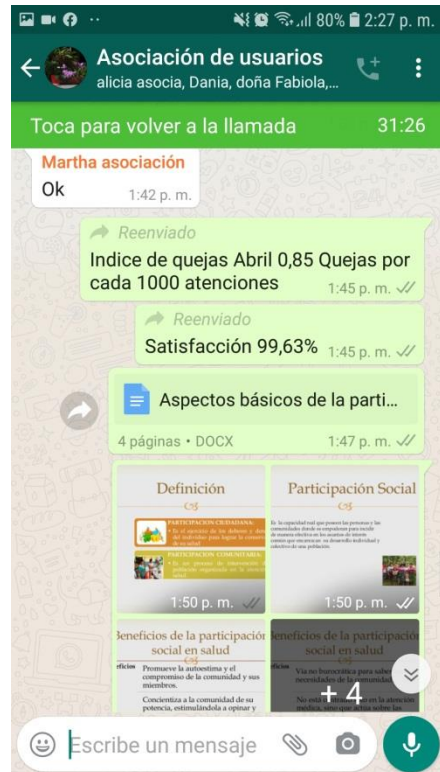 80% 2:27 p. m.
Asociación de usuarios
alicia asocia, Dania, doña Fabiola,...
Toca para volver a la llamada 31:26
Martha asociación
Ok
1:42 p. m.
Reenviado
Indice de quejas Abril 0,85 Quejas por
cada 1000 atenciones
1:45 p. m.
Reenviado
Satisfacción 99,63% 1:45 p. m.
Aspectos básicos de la parti...
4 páginas • DOCX 1:47 p. m.
Definición
PARTICIPACION CIUDADANA:
PARTICIPACION COMUNITARIA:
1:50 p. m.
Participación Social
1:50 p. m.
Beneficios de la participación
social en salud
Promueve la autoestima y el
compromiso de la comunidad y sus
miembros.
Concientiza a la comunidad de su
potencia, estimulándola a opinar y
Beneficios de la participación
social en salud
+ 4
Escribe un mensaje